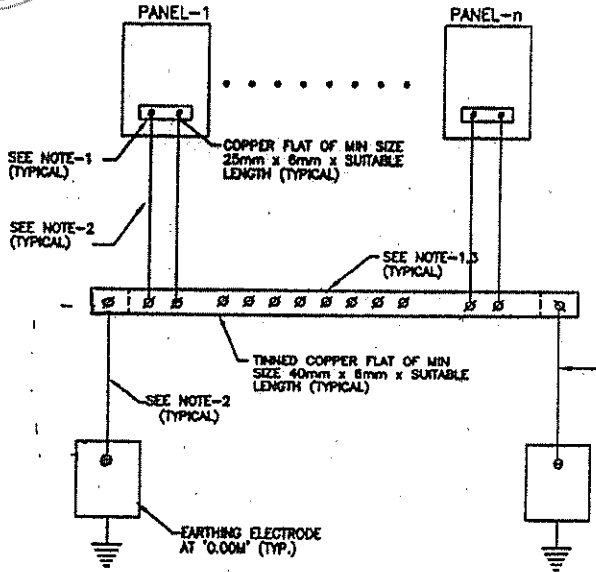 PANEL-1
PANEL-n
SEE NOTE-1
(TYPICAL)
COPPER FLAT OF MIN SIZE
25mm x 6mm x SUITABLE
LENGTH (TYPICAL)
SEE NOTE-2
(TYPICAL)
SEE NOTE-1,3
(TYPICAL)
TINNED COPPER FLAT OF MIN
SIZE 40mm x 6mm x SUITABLE
LENGTH (TYPICAL)
SEE NOTE-2
(TYPICAL)
EARTHING ELECTRODE
AT '0.00M' (TYP.)